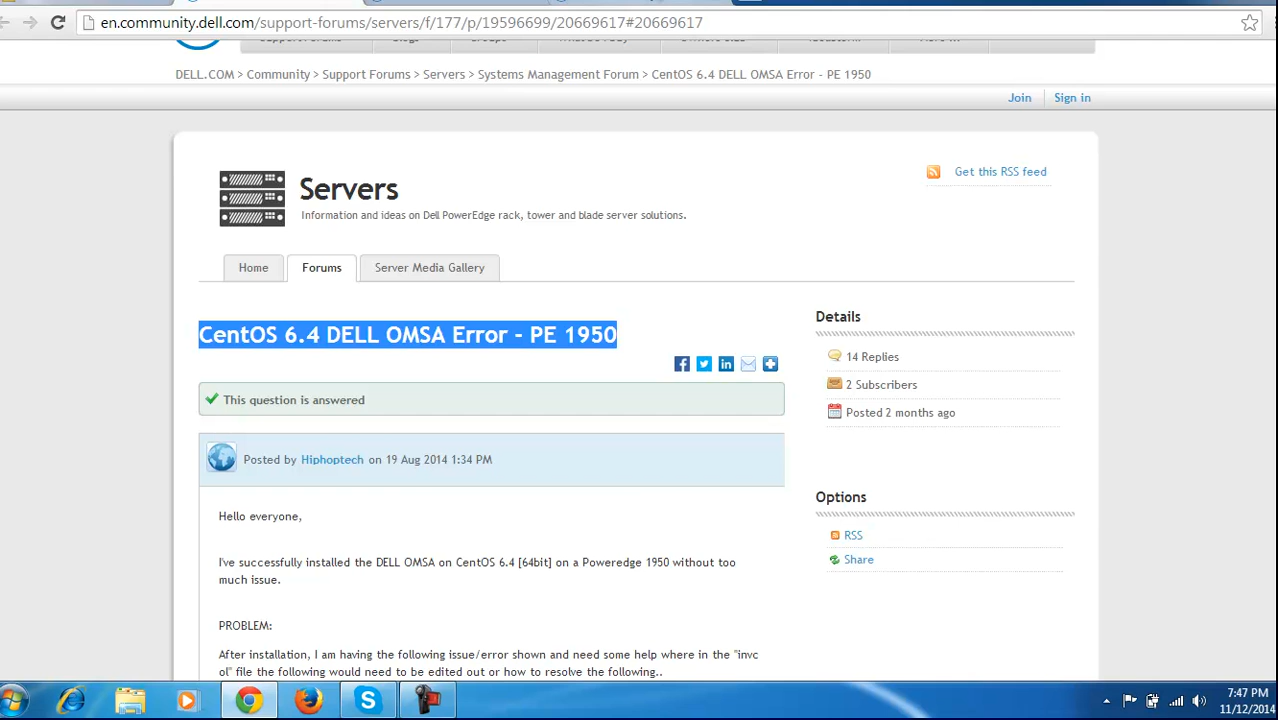 en.community.dell.com/support-forums/servers/f/177/p/19596699/20669617#20669617
DELL.COM > Community > Support Forums > Servers > Systems Management Forum > CentOS 6.4 DELL OMSA Error - PE 1950
Join
Sign in
Servers
Information and ideas on Dell PowerEdge rack, tower and blade server solutions.
Get this RSS feed
Home
Forums
Server Media Gallery
CentOS 6.4 DELL OMSA Error - PE 1950
This question is answered
Posted by Hiphoptech on 19 Aug 2014 1:34 PM
Hello everyone,
I've successfully installed the DELL OMSA on CentOS 6.4 [64bit] on a Poweredge 1950 without too
much issue.
PROBLEM:
After installation, I am having the following issue/error shown and need some help where in the "invc
ol" file the following would need to be edited out or how to resolve the following..
Details
14 Replies
2 Subscribers
Posted 2 months ago
Options
RSS
Share
7:47 PM
11/12/2014